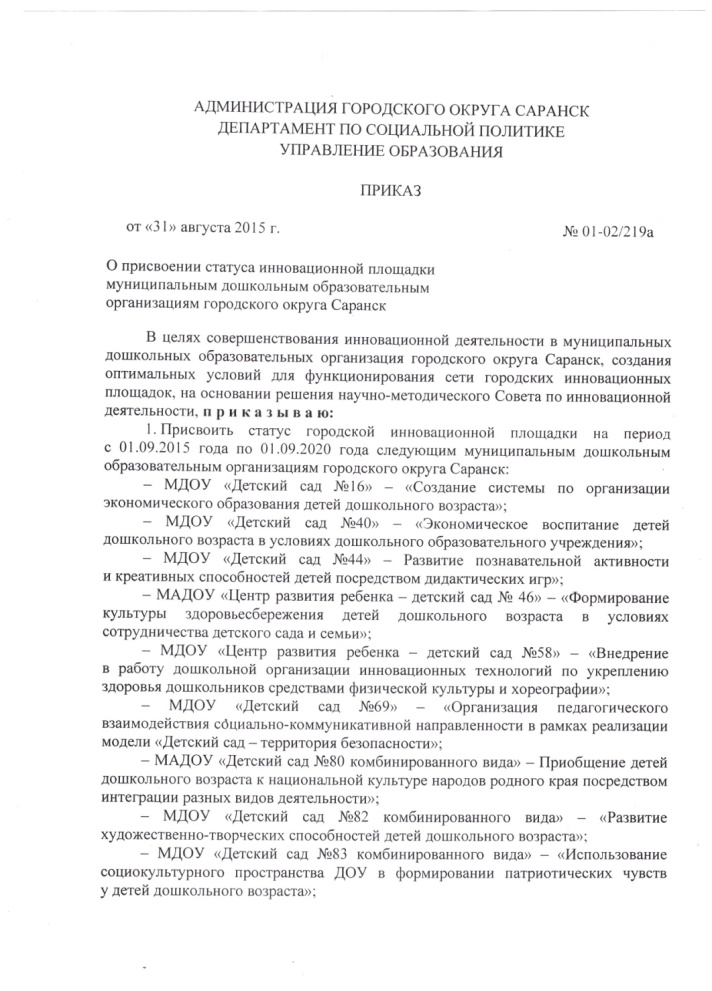 АДМИНИСТРАЦИЯ ГОРОДСКОГО ОКРУГА САРАНСК
ДЕПАРТАМЕНТ ПО СОЦИАЛЬНОЙ ПОЛИТИКЕ
УПРАВЛЕНИЕ ОБРАЗОВАНИЯ
ПРИКАЗ
от «31» августа 2015 г.
№ 01-02/219а
О присвоении статуса инновационной площадки
муниципальным дошкольным образовательным
организациям городского округа Саранск
В целях совершенствования инновационной деятельности в муниципальных
дошкольных образовательных организация городского округа Саранск, создания
оптимальных условий для функционирования сети городских инновационных
площадок, на основании решения научно-методического Совета по инновационной
деятельности, п р и к а з ы в а ю:
1. Присвоить статус городской инновационной площадки на период
с 01.09.2015 года по 01.09.2020 года следующим муниципальным дошкольным
образовательным организациям городского округа Саранск:
– МДОУ «Детский сад №16» – «Создание системы по организации
экономического образования детей дошкольного возраста»;
– МДОУ «Детский сад №40» – «Экономическое воспитание детей
дошкольного возраста в условиях дошкольного образовательного учреждения»;
– МДОУ «Детский сад №44» – Развитие познавательной активности
и креативных способностей детей посредством дидактических игр»;
– МАДОУ «Центр развития ребенка – детский сад № 46» – «Формирование
культуры здоровьесбережения детей дошкольного возраста в условиях
сотрудничества детского сада и семьи»;
– МДОУ «Центр развития ребенка – детский сад №58» – «Внедрение
в работу дошкольной организации инновационных технологий по укреплению
здоровья дошкольников средствами физической культуры и хореографии»;
– МДОУ «Детский сад №69» – «Организация педагогического
взаимодействия социально-коммуникативной направленности в рамках реализации
модели «Детский сад – территория безопасности»;
– МАДОУ «Детский сад №80 комбинированного вида» – Приобщение детей
дошкольного возраста к национальной культуре народов родного края посредством
интеграции разных видов деятельности»;
– МДОУ «Детский сад №82 комбинированного вида» – «Развитие
художественно-творческих способностей детей дошкольного возраста»;
– МДОУ «Детский сад №83 комбинированного вида» – «Использование
социокультурного пространства ДОУ в формировании патриотических чувств
у детей дошкольного возраста»;